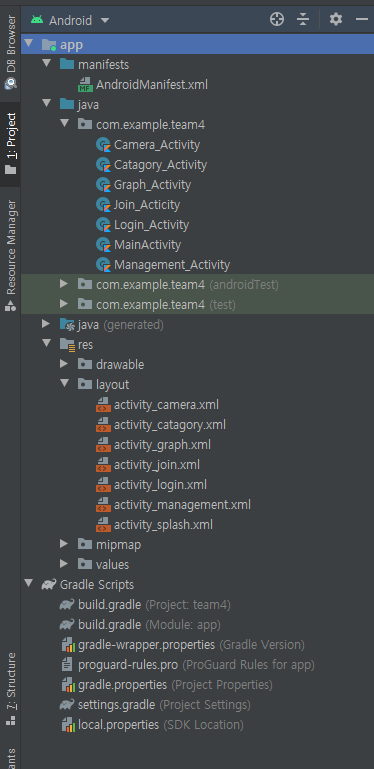 Android
app
manifests
AndroidManifest.xml
java
com.example.team4
Camera_Activity
Catagory_Activity
Graph_Activity
Join_Acticity
Login_Activity
MainActivity
Management_Activity
com.example.team4 (androidTest)
com.example.team4 (test)
java (generated)
res
drawable
layout
activity_camera.xml
activity_catagory.xml
activity_graph.xml
activity_join.xml
activity_login.xml
activity_management.xml
activity_splash.xml
mipmap
values
Gradle Scripts
build.gradle (Project: team4)
build.gradle (Module: app)
gradle-wrapper.properties (Gradle Version)
proguard-rules.pro (ProGuard Rules for app)
gradle.properties (Project Properties)
settings.gradle (Project Settings)
local.properties (SDK Location)
DB Browser
1: Project
Resource Manager
7: Structure
MF